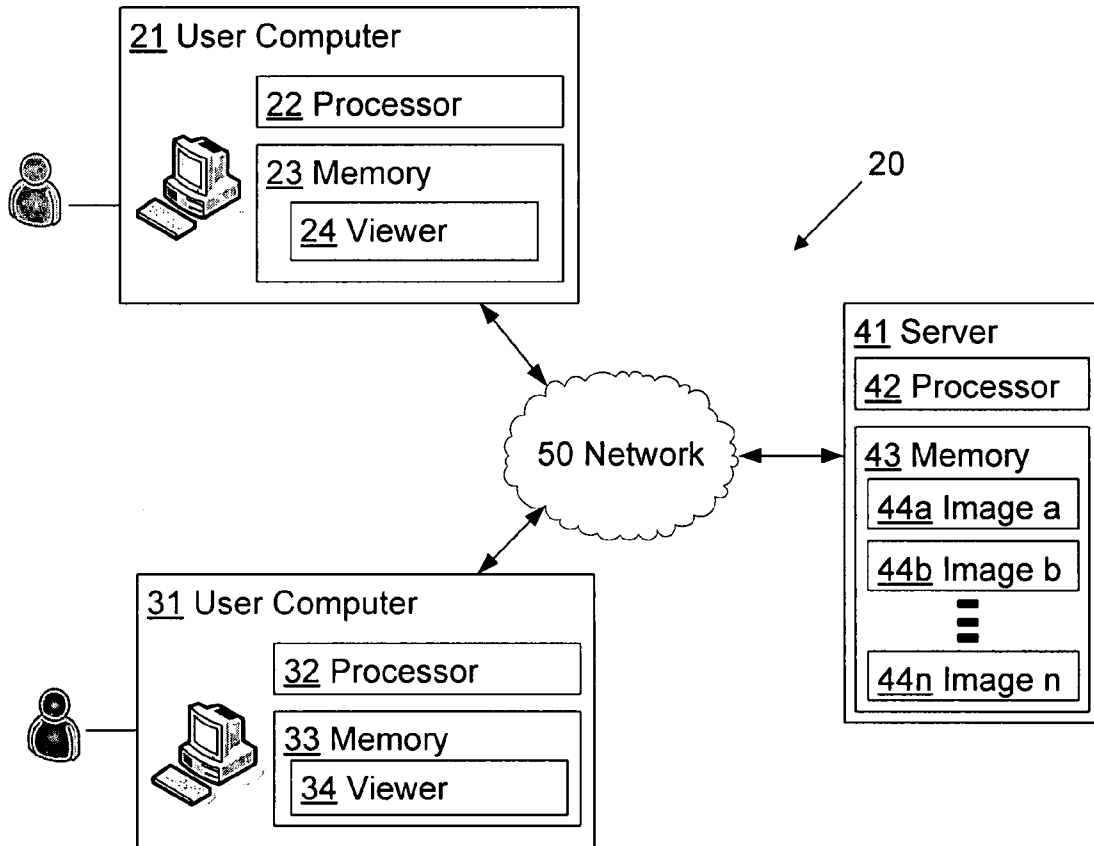 21 User Computer
22 Processor
23 Memory
24 Viewer
20
41 Server
42 Processor
43 Memory
44a Image a
44b Image b
44n Image n
50 Network
31 User Computer
32 Processor
33 Memory
34 Viewer